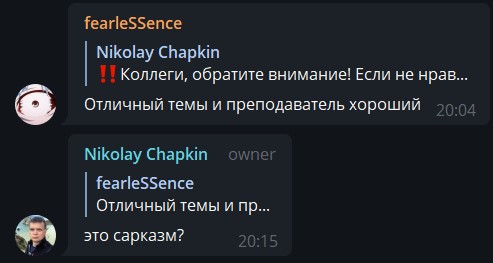 fearleSSence
Nikolay Chapkin
‼️Коллеги, обратите внимание! Если не нрав...
Отличный темы и преподаватель хороший 20:04
Nikolay Chapkin owner
fearleSSence
Отличный темы и пр...
это сарказм? 20:15